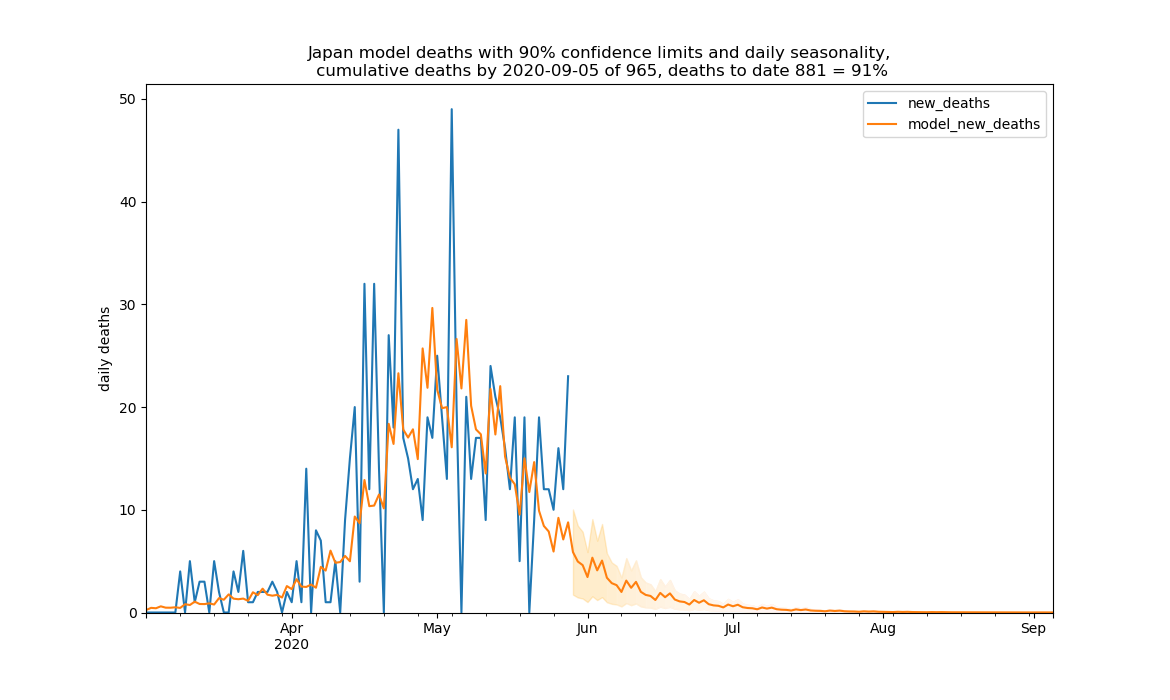 Japan model deaths with 90% confidence limits and daily seasonality,
cumulative deaths by 2020-09-05 of 965, deaths to date 881 = 91%
new_deaths
model_new_deaths
50
40
30
20
10
0
daily deaths
Apr
2020
May
Jun
Jul
Aug
Sep